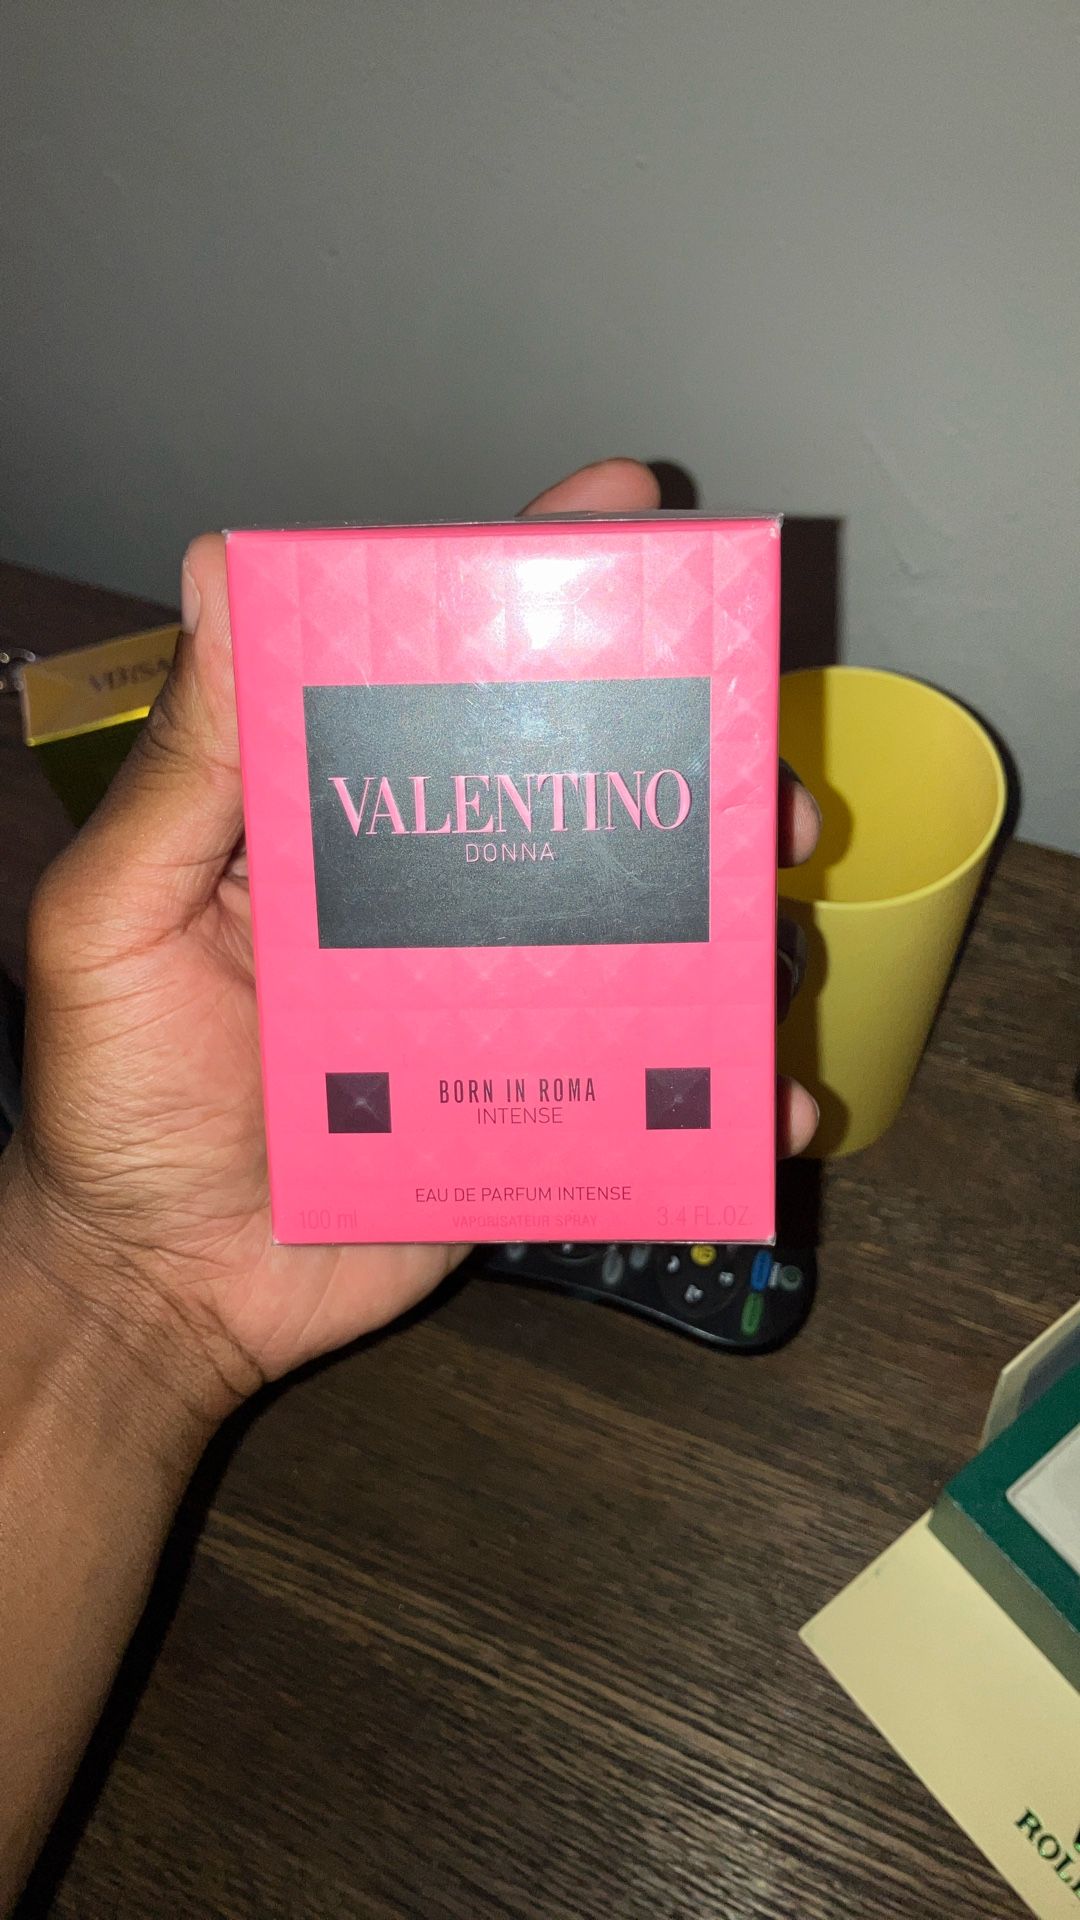 VALENTINO
DONNA
BORN IN ROMA
INTENSE
EAU DE PARFUM INTENSE
100 ml VAPORISATEUR SPRAY 3.4 FL.OZ.